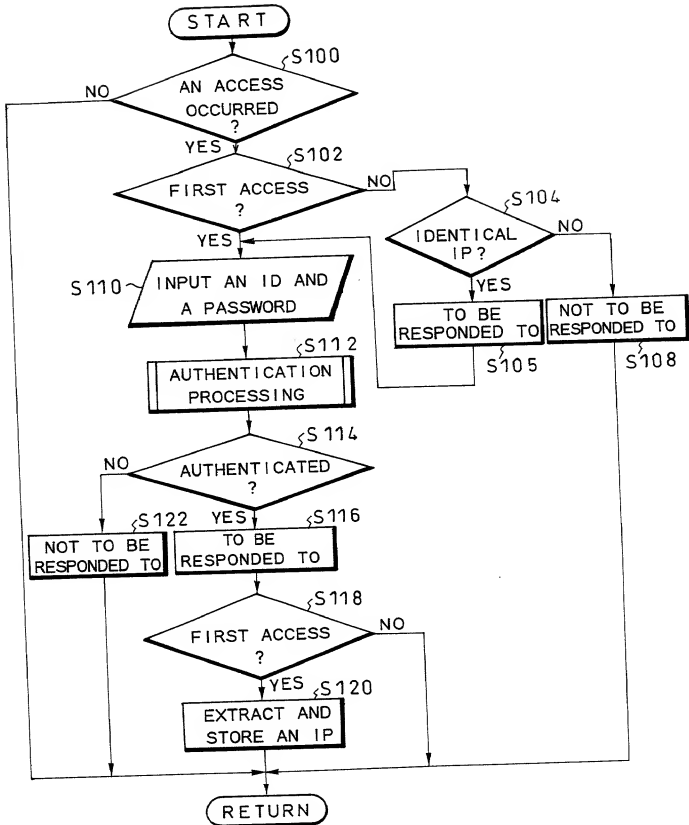 START
S100
NO
AN ACCESS
OCCURRED
?
YES
S102
FIRST ACCESS
?
NO
S104
YES
IDENTICAL
IP?
NO
S110
INPUT AN ID AND
A PASSWORD
YES
TO BE
RESPONDED TO
NOT TO BE
RESPONDED TO
S105
S108
S112
AUTHENTICATION
PROCESSING
S114
NO
AUTHENTICATED
?
S122
YES
S116
NOT TO BE
RESPONDED TO
TO BE
RESPONDED TO
S118
FIRST ACCESS
?
NO
YES
S120
EXTRACT AND
STORE AN IP
RETURN